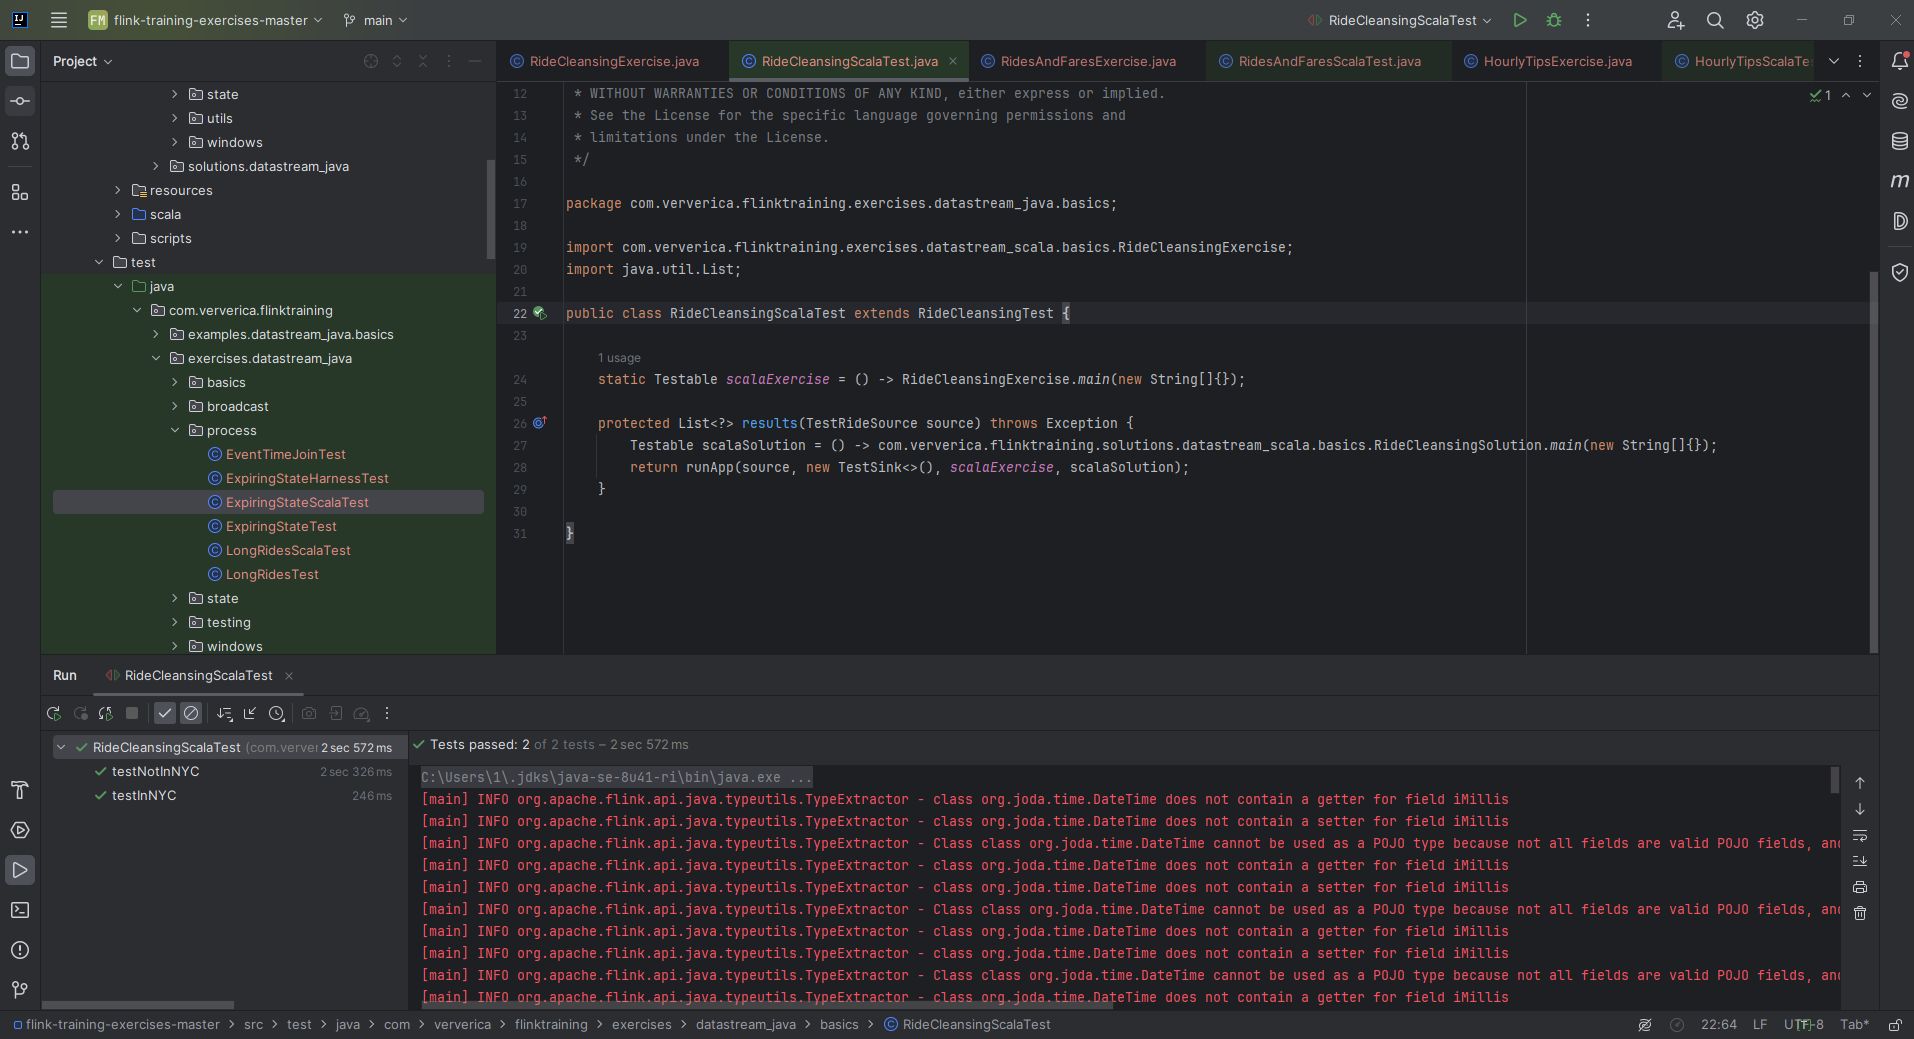 IJ
FM flink-training-exercises-master
main
RideCleansingScalaTest
Project
state
utils
windows
solutions.datastream_java
resources
scala
scripts
test
java
com.ververica.flinktraining
examples.datastream_java.basics
exercises.datastream_java
basics
broadcast
process
EventTimeJoinTest
ExpiringStateHarnessTest
ExpiringStateScalaTest
ExpiringStateTest
LongRidesScalaTest
LongRidesTest
state
testing
windows
RideCleansingExercise.java
RideCleansingScalaTest.java
RidesAndFaresExercise.java
RidesAndFaresScalaTest.java
HourlyTipsExercise.java
HourlyTipsScalaTe
1
12 * WITHOUT WARRANTIES OR CONDITIONS OF ANY KIND, either express or implied.
13 * See the License for the specific language governing permissions and
14 * limitations under the License.
15 */
16
17 package com.ververica.flinktraining.exercises.datastream_java.basics;
18
19 import com.ververica.flinktraining.exercises.datastream_scala.basics.RideCleansingExercise;
20 import java.util.List;
21
22 public class RideCleansingScalaTest extends RideCleansingTest {
23
1 usage
24 static Testable scalaExercise = () -> RideCleansingExercise.main(new String[]{});
25
26 protected List<?> results(TestRideSource source) throws Exception {
27 Testable scalaSolution = () -> com.ververica.flinktraining.solutions.datastream_scala.basics.RideCleansingSolution.main(new String[]{});
28 return runApp(source, new TestSink<>(), scalaExercise, scalaSolution);
29 }
30
31 }
Run
RideCleansingScalaTest
RideCleansingScalaTest (com.verver 2 sec 572 ms
testNotInNYC 2 sec 326 ms
testInNYC 246 ms
Tests passed: 2 of 2 tests – 2 sec 572 ms
C:\Users\1\.jdks\java-se-8u41-ri\bin\java.exe ...
[main] INFO org.apache.flink.api.java.typeutils.TypeExtractor - class org.joda.time.DateTime does not contain a getter for field iMillis
[main] INFO org.apache.flink.api.java.typeutils.TypeExtractor - class org.joda.time.DateTime does not contain a setter for field iMillis
[main] INFO org.apache.flink.api.java.typeutils.TypeExtractor - Class class org.joda.time.DateTime cannot be used as a POJO type because not all fields are valid POJO fields, and
[main] INFO org.apache.flink.api.java.typeutils.TypeExtractor - class org.joda.time.DateTime does not contain a getter for field iMillis
[main] INFO org.apache.flink.api.java.typeutils.TypeExtractor - class org.joda.time.DateTime does not contain a setter for field iMillis
[main] INFO org.apache.flink.api.java.typeutils.TypeExtractor - Class class org.joda.time.DateTime cannot be used as a POJO type because not all fields are valid POJO fields, and
[main] INFO org.apache.flink.api.java.typeutils.TypeExtractor - class org.joda.time.DateTime does not contain a getter for field iMillis
[main] INFO org.apache.flink.api.java.typeutils.TypeExtractor - class org.joda.time.DateTime does not contain a setter for field iMillis
[main] INFO org.apache.flink.api.java.typeutils.TypeExtractor - Class class org.joda.time.DateTime cannot be used as a POJO type because not all fields are valid POJO fields, and
[main] INFO org.apache.flink.api.java.typeutils.TypeExtractor - class org.joda.time.DateTime does not contain a getter for field iMillis
flink-training-exercises-master > src > test > java > com > ververica > flinktraining > exercises > datastream_java > basics > RideCleansingScalaTest
22:64 LF UTF-8 Tab*